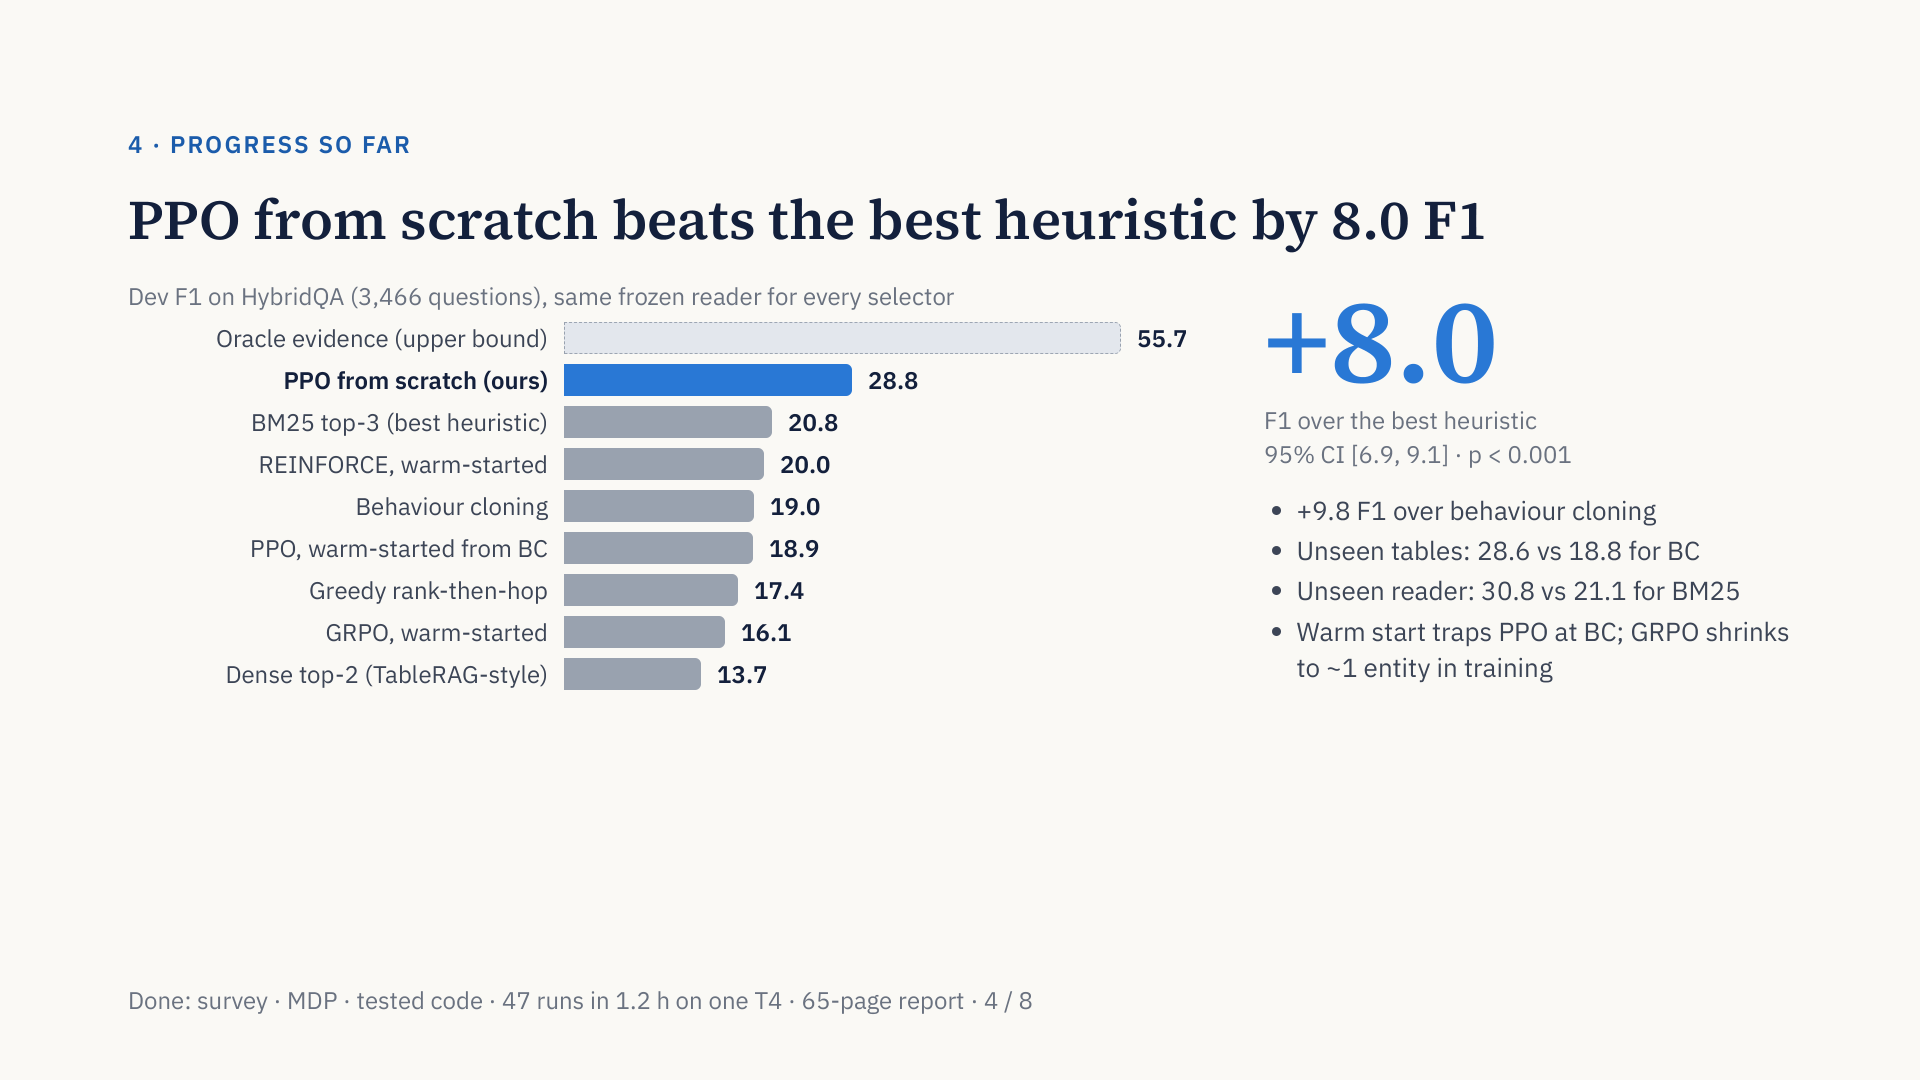 4 · PROGRESS SO FAR
PPO from scratch beats the best heuristic by 8.0 F1
Dev F1 on HybridQA (3,466 questions), same frozen reader for every selector
Oracle evidence (upper bound) 55.7
PPO from scratch (ours) 28.8
BM25 top-3 (best heuristic) 20.8
REINFORCE, warm-started 20.0
Behaviour cloning 19.0
PPO, warm-started from BC 18.9
Greedy rank-then-hop 17.4
GRPO, warm-started 16.1
Dense top-2 (TableRAG-style) 13.7
+8.0
F1 over the best heuristic
95% CI [6.9, 9.1] · p < 0.001
• +9.8 F1 over behaviour cloning
• Unseen tables: 28.6 vs 18.8 for BC
• Unseen reader: 30.8 vs 21.1 for BM25
• Warm start traps PPO at BC; GRPO shrinks
to ~1 entity in training
Done: survey · MDP · tested code · 47 runs in 1.2 h on one T4 · 65-page report · 4 / 8